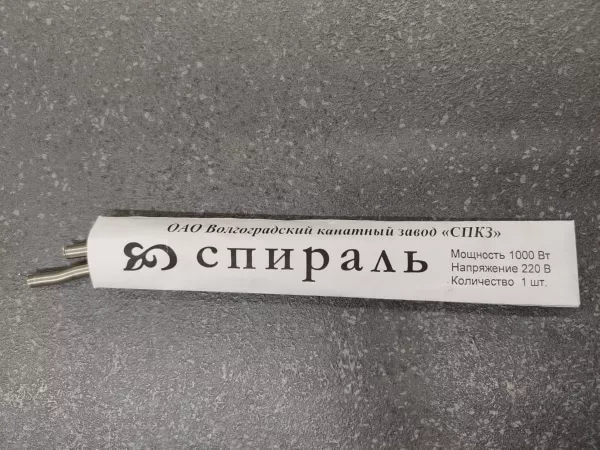 ОАО Волгоградский канатный завод «СПКЗ»
спираль
Мощность 1000 Вт
Напряжение 220 В
Количество 1 шт.